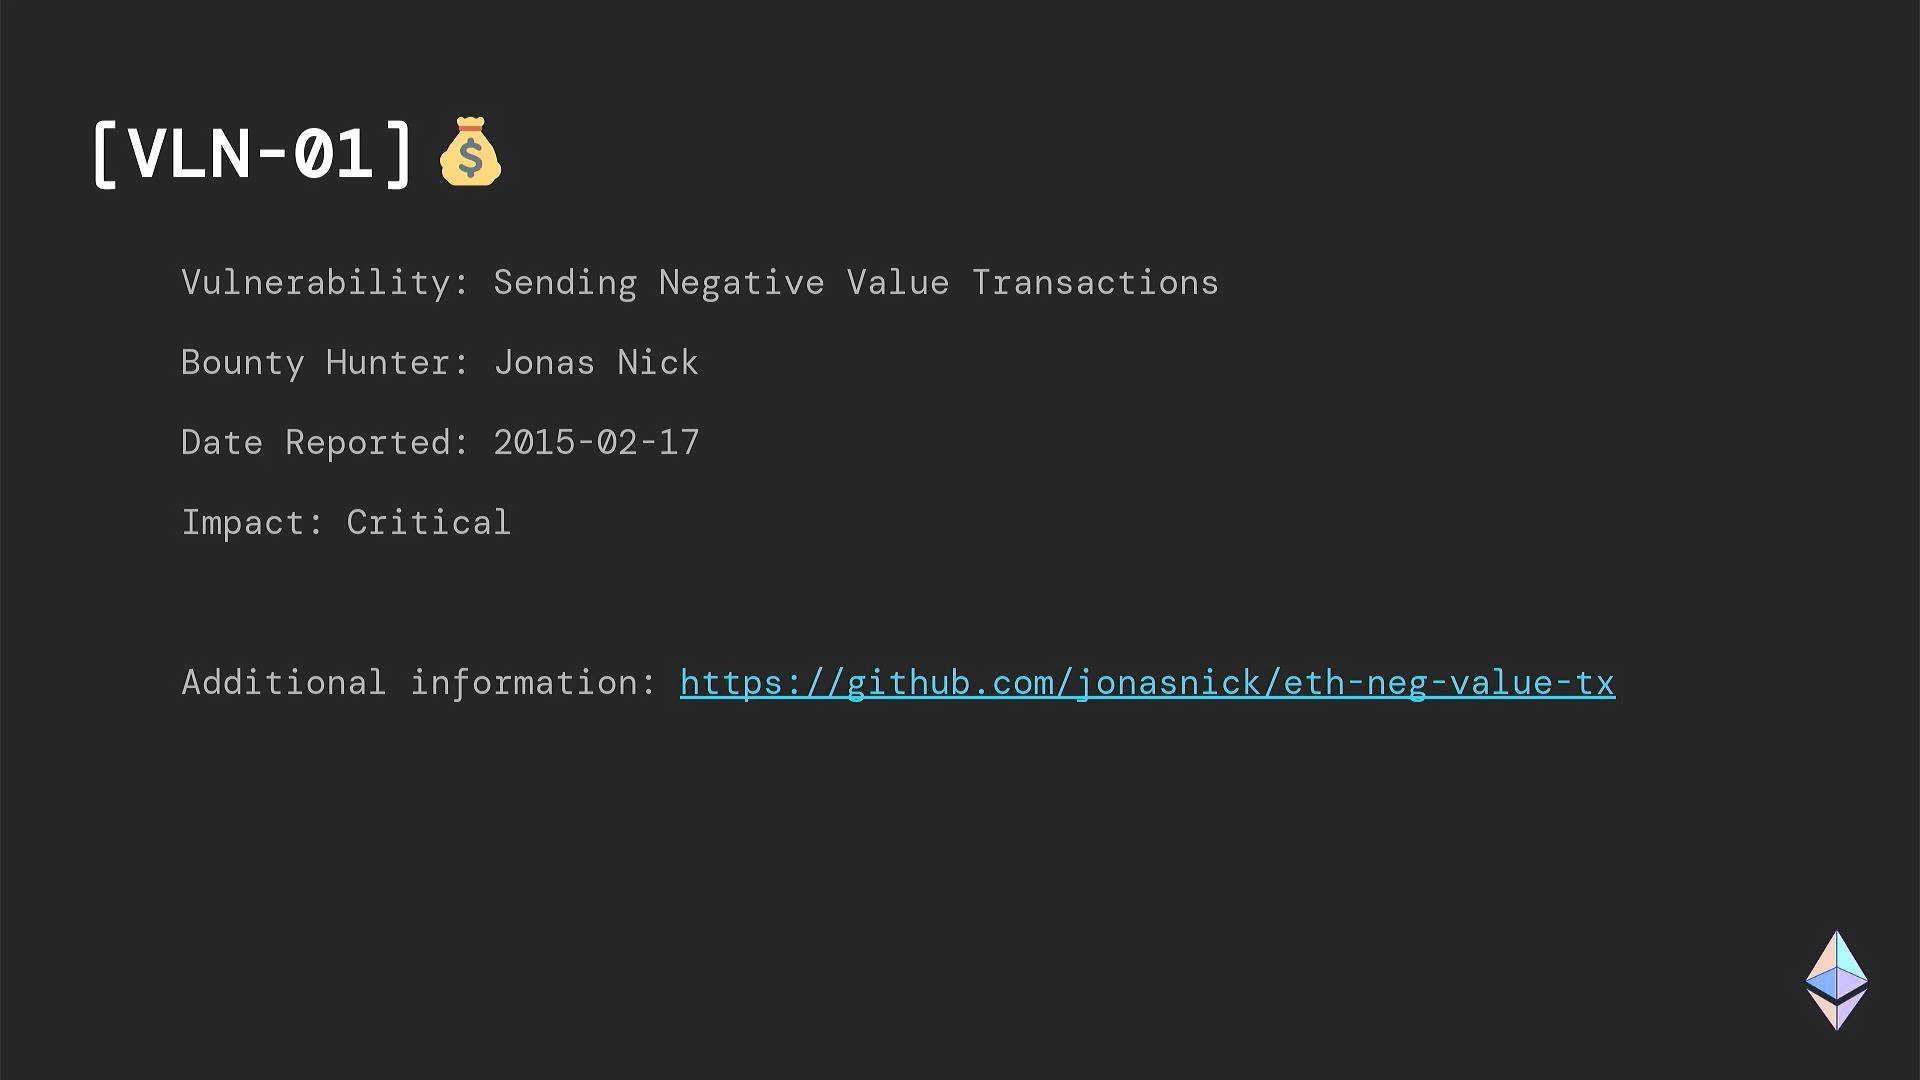 [VLN-01]💰
Vulnerability: Sending Negative Value Transactions
Bounty Hunter: Jonas Nick
Date Reported: 2015-02-17
Impact: Critical
Additional information: https://github.com/jonasnick/eth-neg-value-tx